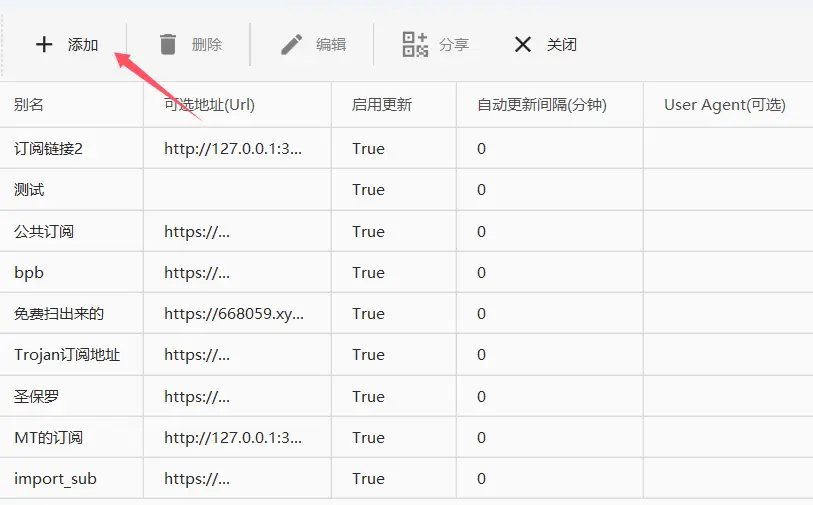 添加 删除 编辑 分享 关闭
别名 可选地址(Url) 启用更新 自动更新间隔(分钟) User Agent(可选)
订阅链接2 http://127.0.0.1:3... True 0
测试 True 0
公共订阅 https://... True 0
bpb https://... True 0
免费扫出来的 https://668059.xy... True 0
Trojan订阅地址 https://... True 0
圣保罗 https://... True 0
MT的订阅 http://127.0.0.1:3... True 0
import_sub https://... True 0